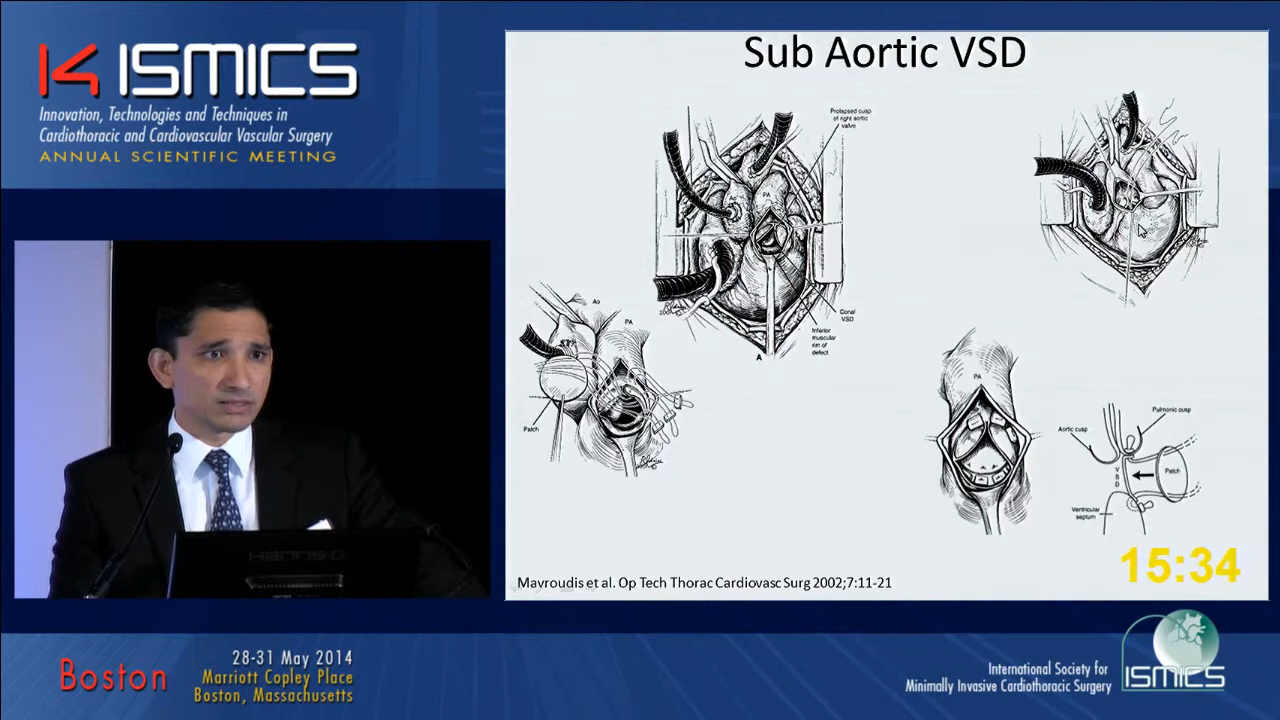 14 ISMICS
Innovation, Technologies and Techniques in
Cardiothoracic and Cardiovascular Vascular Surgery
ANNUAL SCIENTIFIC MEETING
Sub Aortic VSD
Prolapsed cusp
of right aortic
valve
PA
Conal
VSD
Inferior
muscular
rim of
defect
A
Ao
PA
Patch
PA
Pulmonic cusp
Aortic cusp
V
S
D
Patch
Ventricular
septum
15:34
Mavroudis et al. Op Tech Thorac Cardiovasc Surg 2002;7:11-21
Boston
28-31 May 2014
Marriott Copley Place
Boston, Massachusetts
International Society for
Minimally Invasive Cardiothoracic Surgery
ISMICS